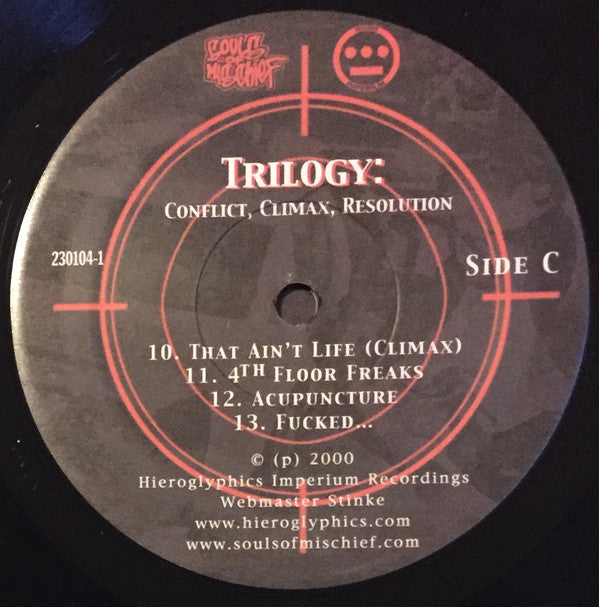 SOULS
OF
MISCHIEF
IMPERIUM
TRILOGY:
CONFLICT, CLIMAX, RESOLUTION
230104-1
SIDE C
10. THAT AIN'T LIFE (CLIMAX)
11. 4TH FLOOR FREAKS
12. ACUPUNCTURE
13. FUCKED...
© (p) 2000
Hieroglyphics Imperium Recordings
Webmaster Stinke
www.hieroglyphics.com
www.soulsofmischief.com